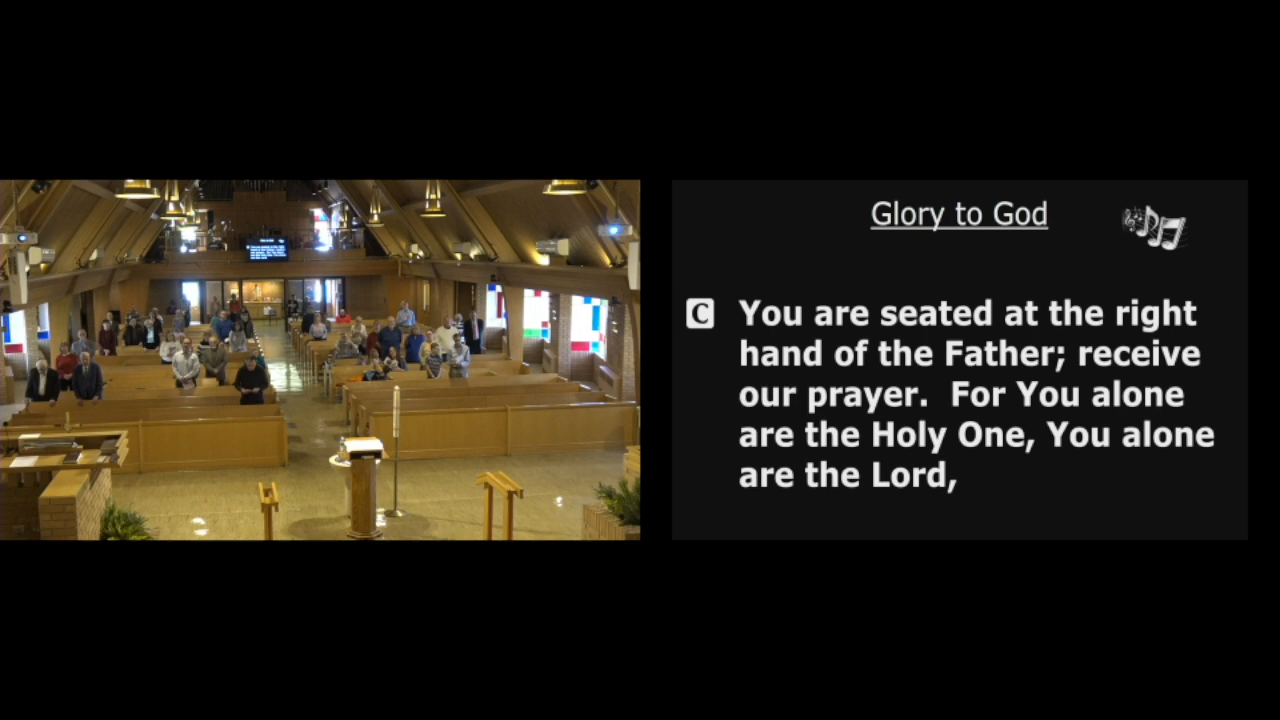 Glory to God
C You are seated at the right
hand of the Father; receive
our prayer.  For You alone
are the Holy One, You alone
are the Lord,